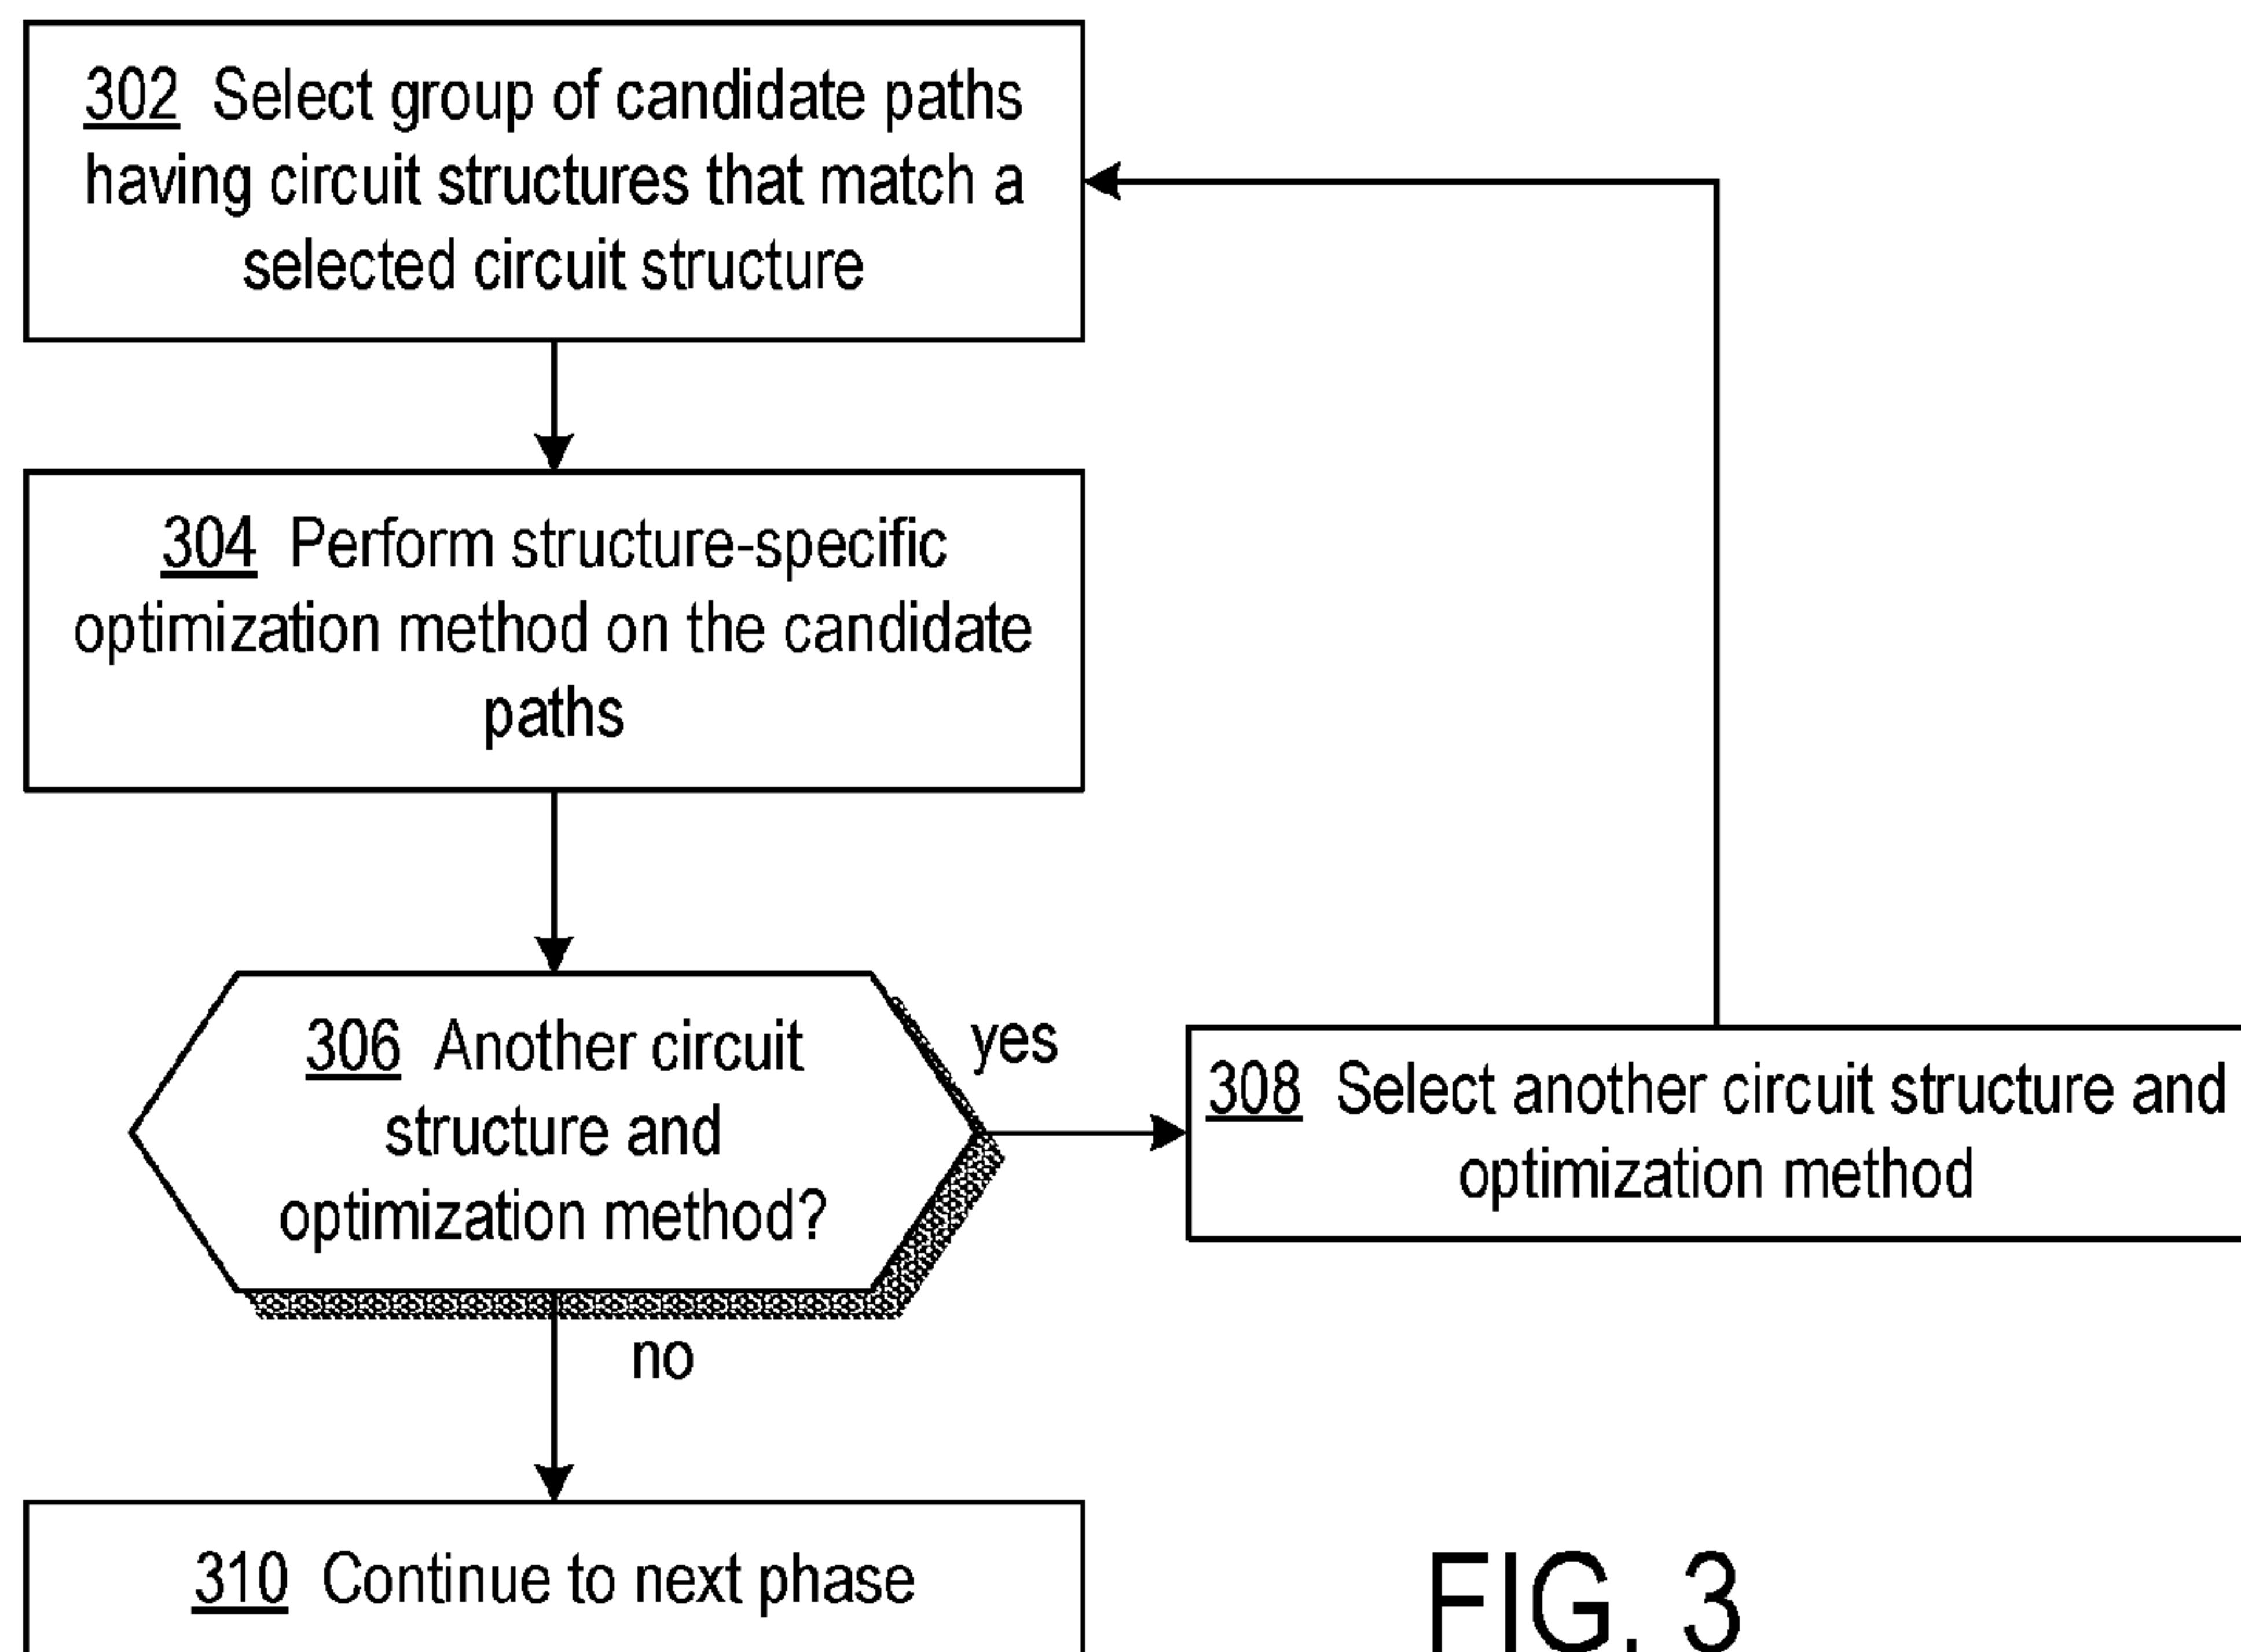 302 Select group of candidate paths
having circuit structures that match a
selected circuit structure
304 Perform structure-specific
optimization method on the candidate
paths
306 Another circuit
structure and
optimization method?
yes
308 Select another circuit structure and
optimization method
no
310 Continue to next phase
FIG. 3